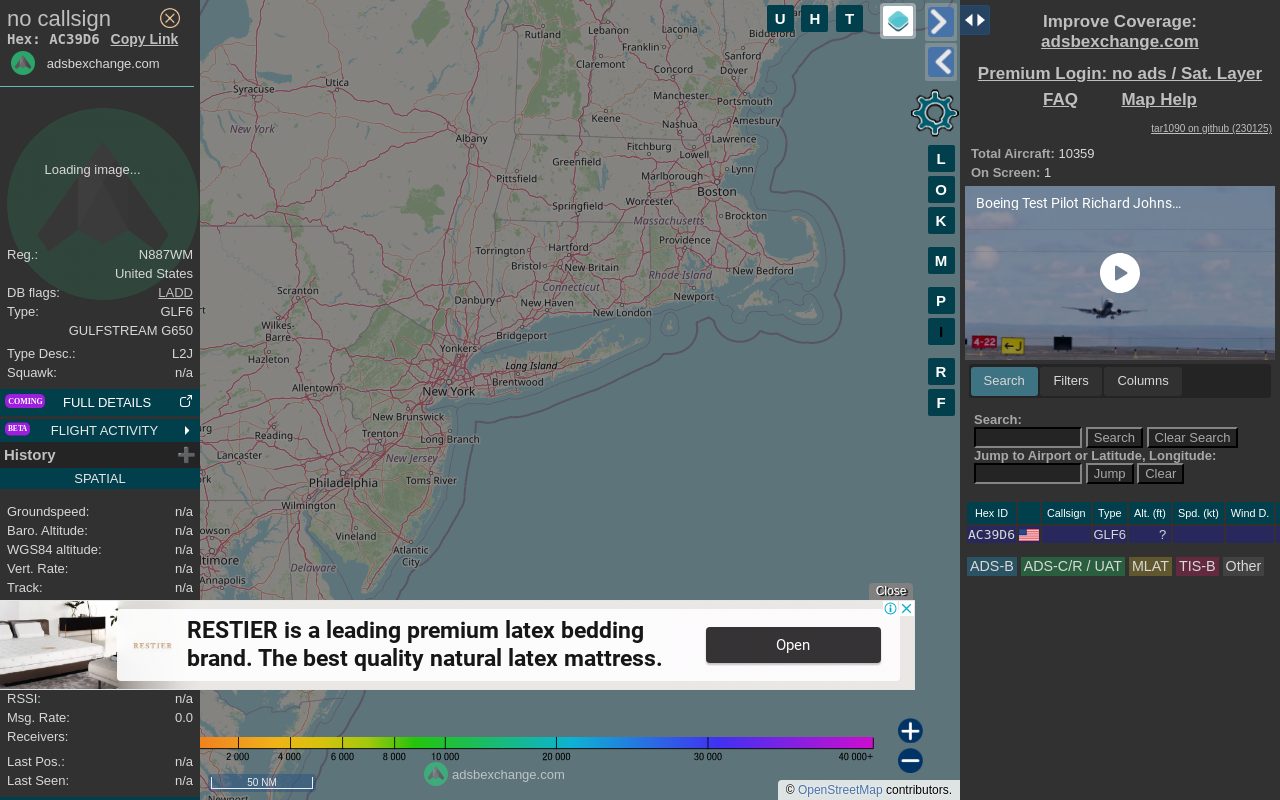 no callsign
Hex: AC39D6 Copy Link
adsbexchange.com
Loading image...
Reg.: N887WM
United States
DB flags: LADD
Type: GLF6
GULFSTREAM G650
Type Desc.: L2J
Squawk: n/a
COMING FULL DETAILS
BETA FLIGHT ACTIVITY
History
SPATIAL
Groundspeed: n/a
Baro. Altitude: n/a
WGS84 altitude: n/a
Vert. Rate: n/a
Track: n/a
RSSI: n/a
Msg. Rate: 0.0
Receivers:
Last Pos.: n/a
Last Seen: n/a
U H T
Rutland
Lebanon
Laconia
Biddeford
Franklin
Sanford
Claremont
Concord
Dover
Utica
Syracuse
Manchester
Portsmouth
Keene
Amesbury
New York
Nashua
Albany
Lawrence
Fitchburg
Greenfield
Lowell
Lynn
Pittsfield
Marlborough
Boston
Springfield
Worcester
Massachusetts
Brockton
Providence
Hartford
Torrington
Bristol
New Britain
New Bedford
Rhode Island
Connecticut
Scranton
Danbury
New Haven
Newport
New London
Wilkes-
Barre
Bridgeport
Yonkers
Hazleton
Long Island
Brentwood
Allentown
New York
New Brunswick
Reading
Trenton
Long Branch
Lancaster
New Jersey
Philadelphia
Toms River
Wilmington
Vineland
Atlantic
City
Annapolis
Delaware
L
O
K
M
P
I
R
F
Close
RESTIER
RESTIER is a leading premium latex bedding
brand. The best quality natural latex mattress.
Open
2 000 4 000 6 000 8 000 10 000 20 000 30 000 40 000+
adsbexchange.com
50 NM
Newport
© OpenStreetMap contributors.
Improve Coverage:
adsbexchange.com
Premium Login: no ads / Sat. Layer
FAQ Map Help
tar1090 on github (230125)
Total Aircraft: 10359
On Screen: 1
Boeing Test Pilot Richard Johns...
4-22
J
Search Filters Columns
Search:
Search Clear Search
Jump to Airport or Latitude, Longitude:
Jump Clear
Hex ID Callsign Type Alt. (ft) Spd. (kt) Wind D.
AC39D6 GLF6 ?
ADS-B ADS-C/R / UAT MLAT TIS-B Other